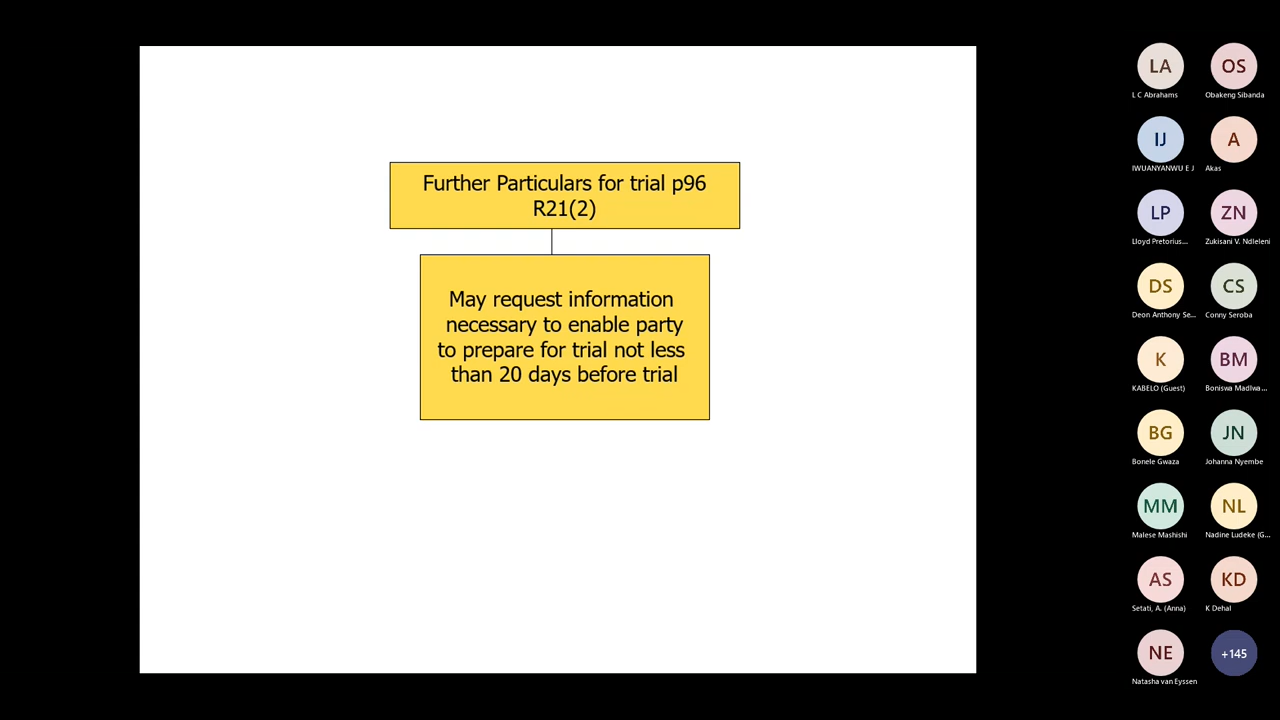 Further Particulars for trial p96
R21(2)
May request information
necessary to enable party
to prepare for trial not less
than 20 days before trial
LA
L C Abrahams
OS
Obakeng Sibanda
IJ
IWUANYANWU E J
A
Akas
LP
Lloyd Pretorius...
ZN
Zukisani V. Ndleleni
DS
Deon Anthony Se...
CS
Conny Seroba
K
KABELO (Guest)
BM
Boniswa Madlwa...
BG
Bonele Gwaza
JN
Johanna Nyembe
MM
Malese Mashishi
NL
Nadine Ludeke (G...
AS
Setati, A. (Anna)
KD
K Dehal
NE
Natasha van Eyssen
+145